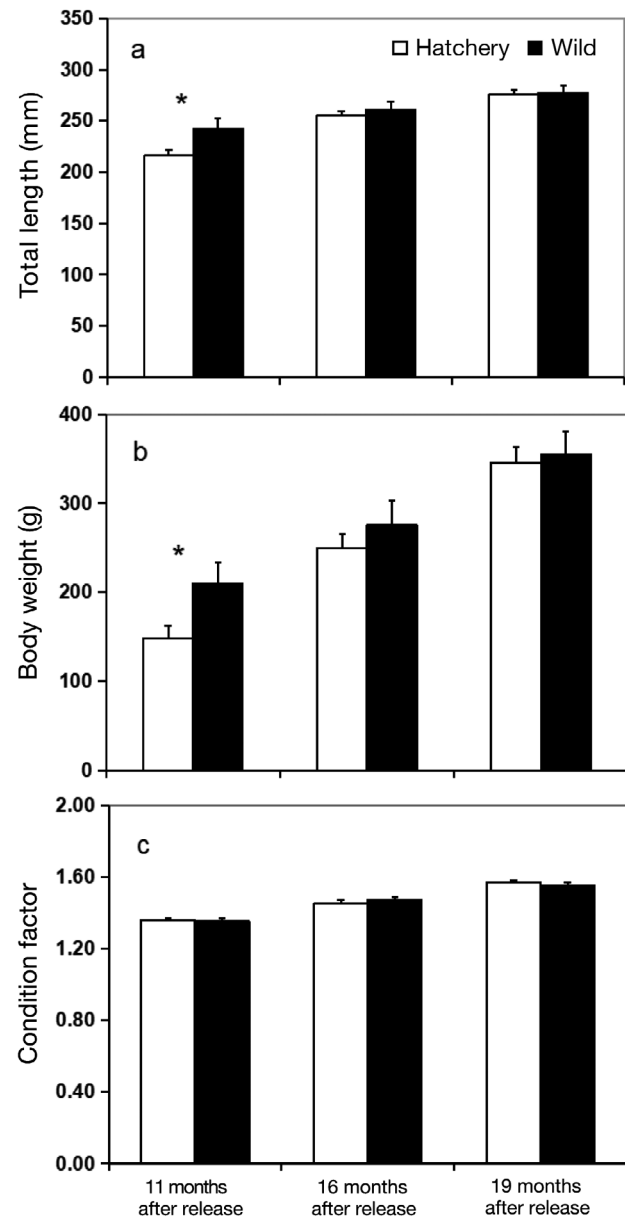 350
300
250
200
150
100
50
0
Total length (mm)
a
Hatchery
Wild
*
400
300
200
100
0
Body weight (g)
b
*
2.00
1.60
1.20
0.80
0.40
0.00
Condition factor
c
11 months
after release
16 months
after release
19 months
after release